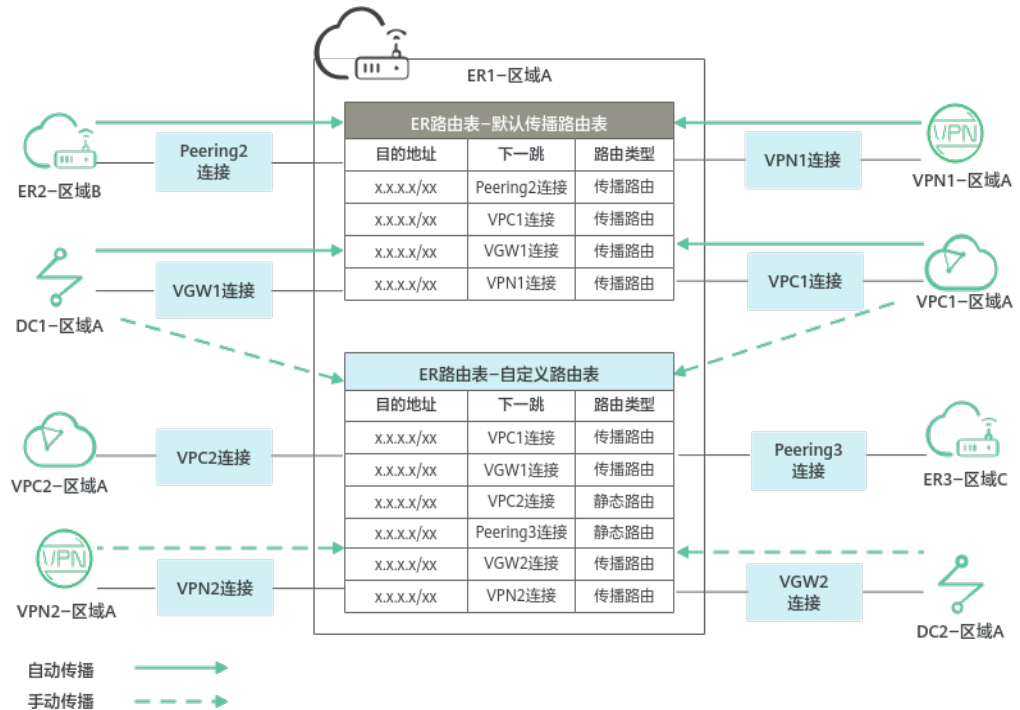 ER1-区域A
ER路由表-默认传播路由表
目的地址 下一跳 路由类型
x.x.x.x/xx Peering2连接 传播路由
x.x.x.x/xx VPC1连接 传播路由
x.x.x.x/xx VGW1连接 传播路由
x.x.x.x/xx VPN1连接 传播路由
ER2-区域B
Peering2
连接
DC1-区域A
VGW1连接
VPN
VPN1连接
VPN1-区域A
VPC1连接
VPC1-区域A
ER路由表-自定义路由表
目的地址 下一跳 路由类型
x.x.x.x/xx VPC1连接 传播路由
x.x.x.x/xx VGW1连接 传播路由
x.x.x.x/xx VPC2连接 静态路由
x.x.x.x/xx Peering3连接 静态路由
x.x.x.x/xx VGW2连接 传播路由
x.x.x.x/xx VPN2连接 传播路由
VPC2-区域A
VPC2连接
VPN
VPN2-区域A
VPN2连接
Peering3
连接
ER3-区域C
VGW2
连接
DC2-区域A
自动传播
手动传播